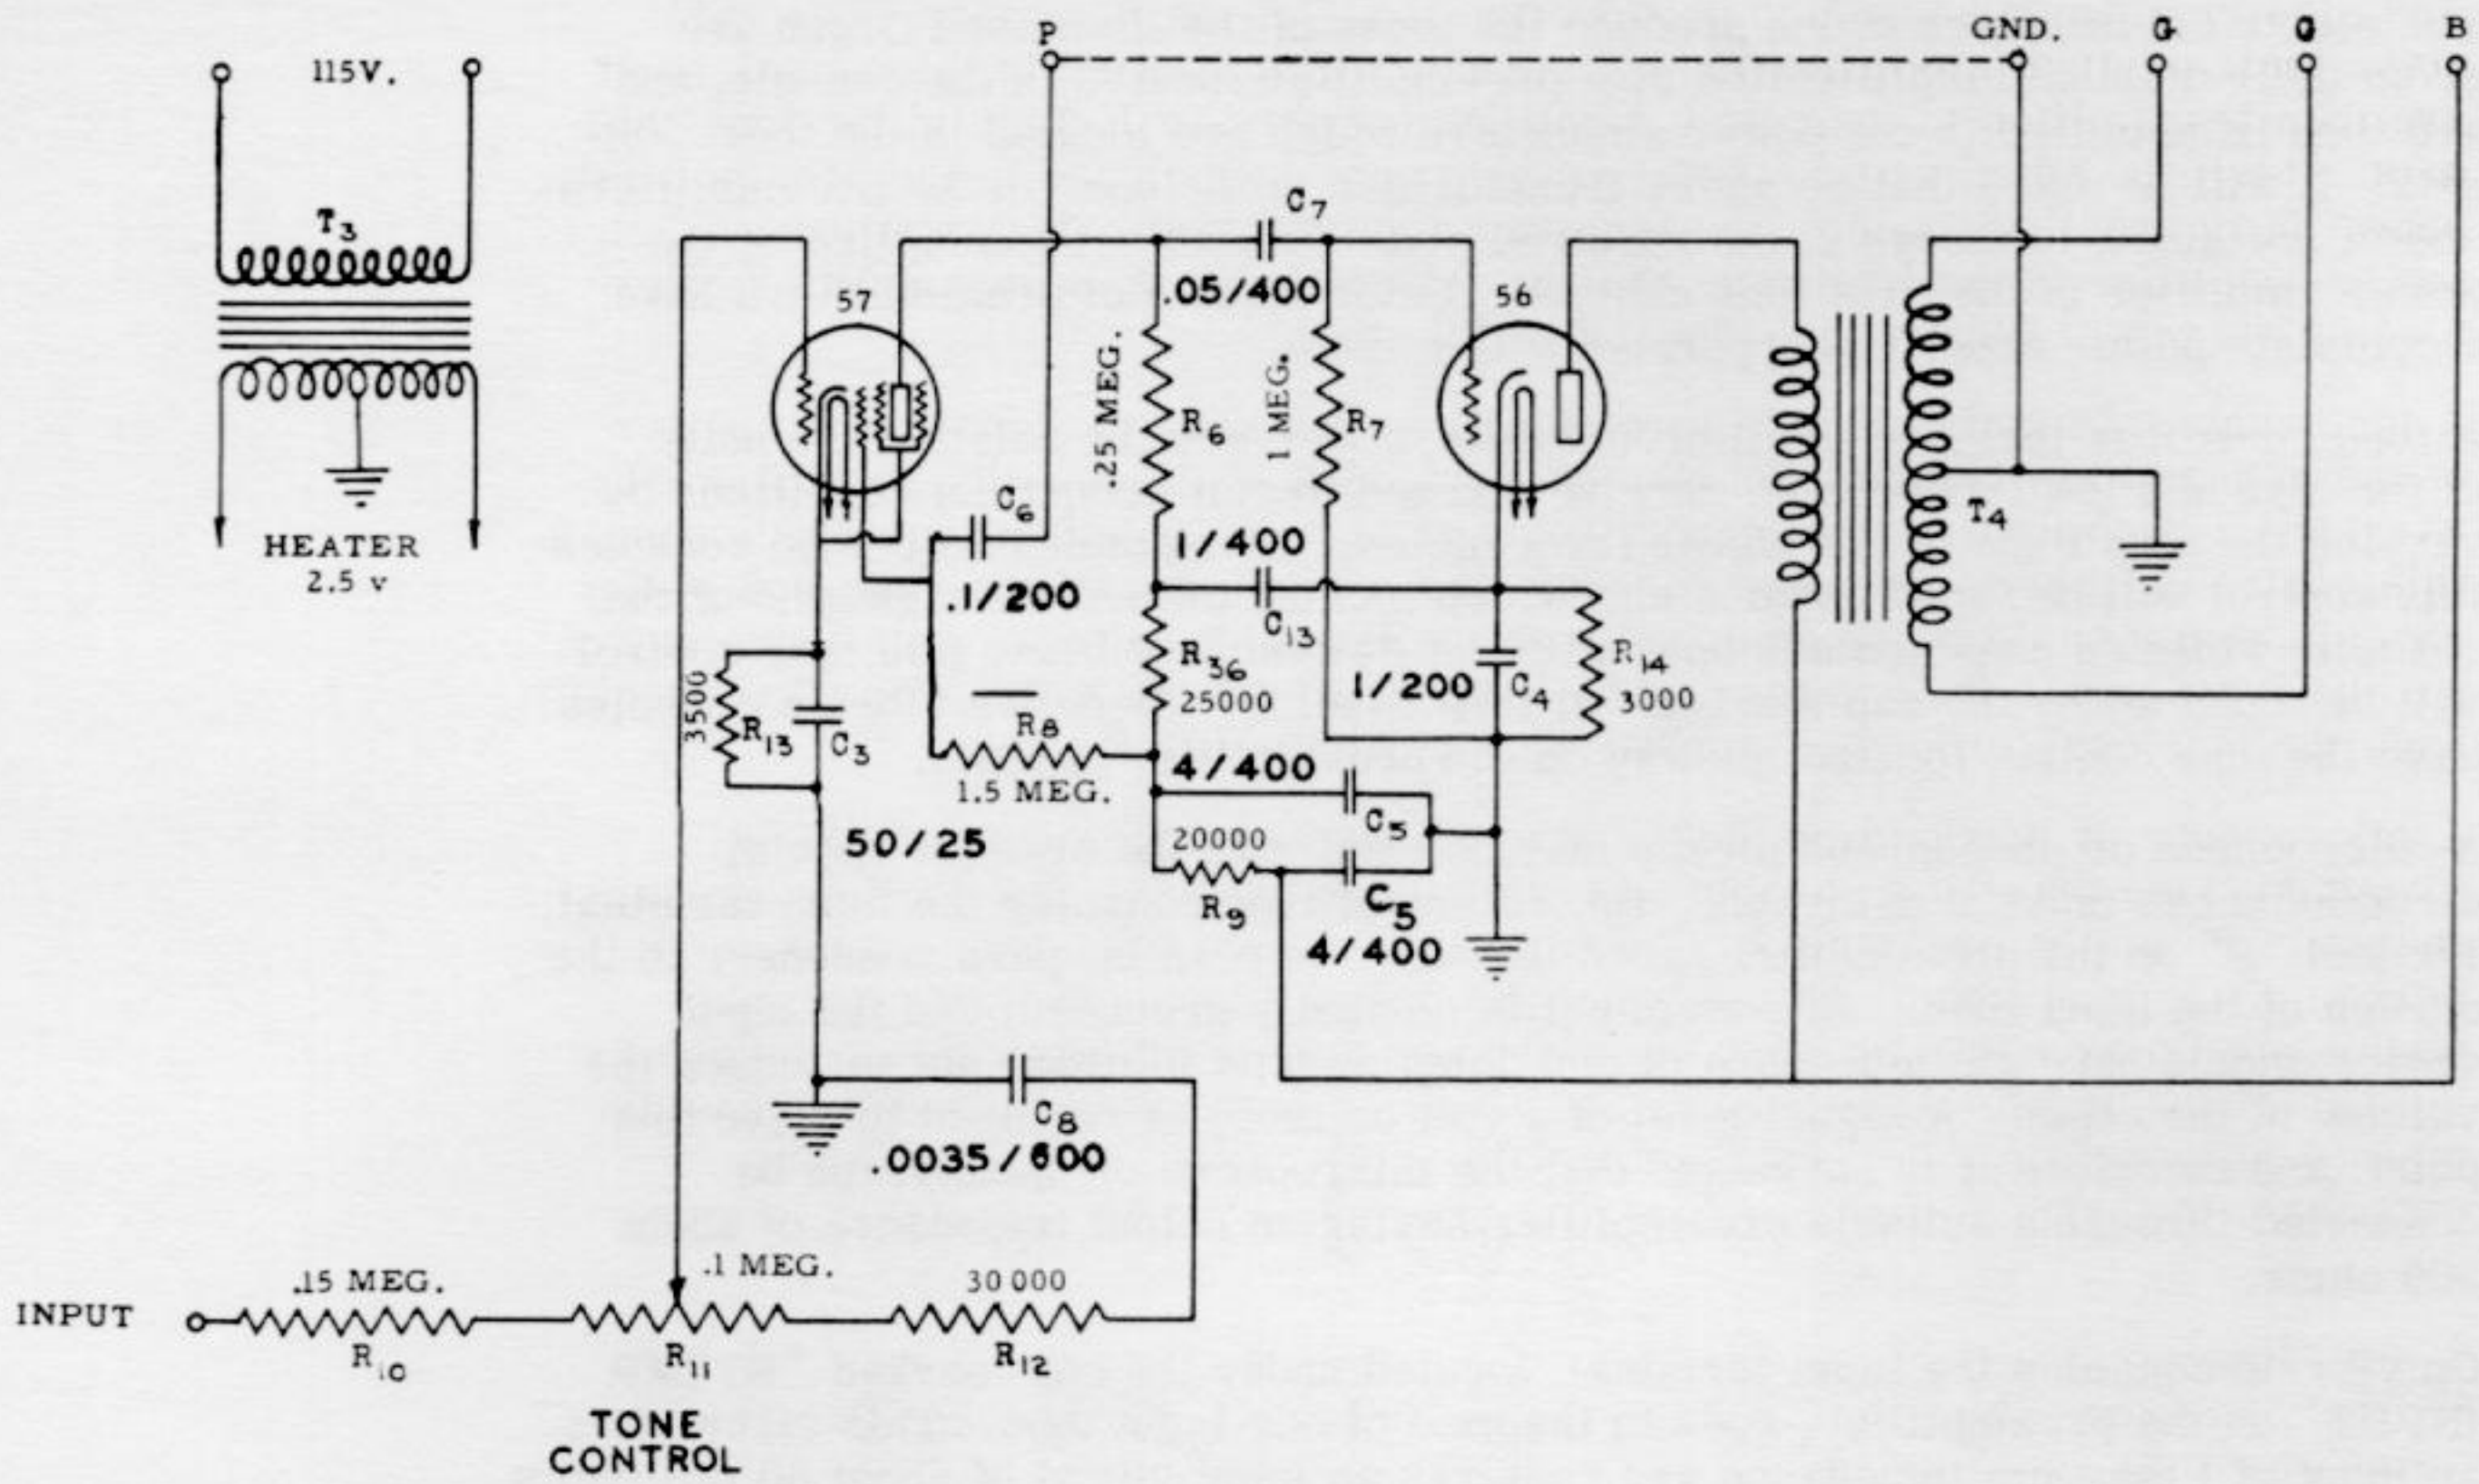 P
GND.
G
G
B
115V.
T3
C7
.05/400
57
56
.25 MEG.
R6
1 MEG.
R7
C6
.1/200
1/400
C13
T4
HEATER
2.5 v
R36
25000
1/200
C4
R14
3000
3500
R13
C3
R8
1.5 MEG.
4/400
C5
50/25
20000
R9
C5
4/400
C8
.0035/600
INPUT
.15 MEG.
R10
.1 MEG.
R11
30000
R12
TONE
CONTROL